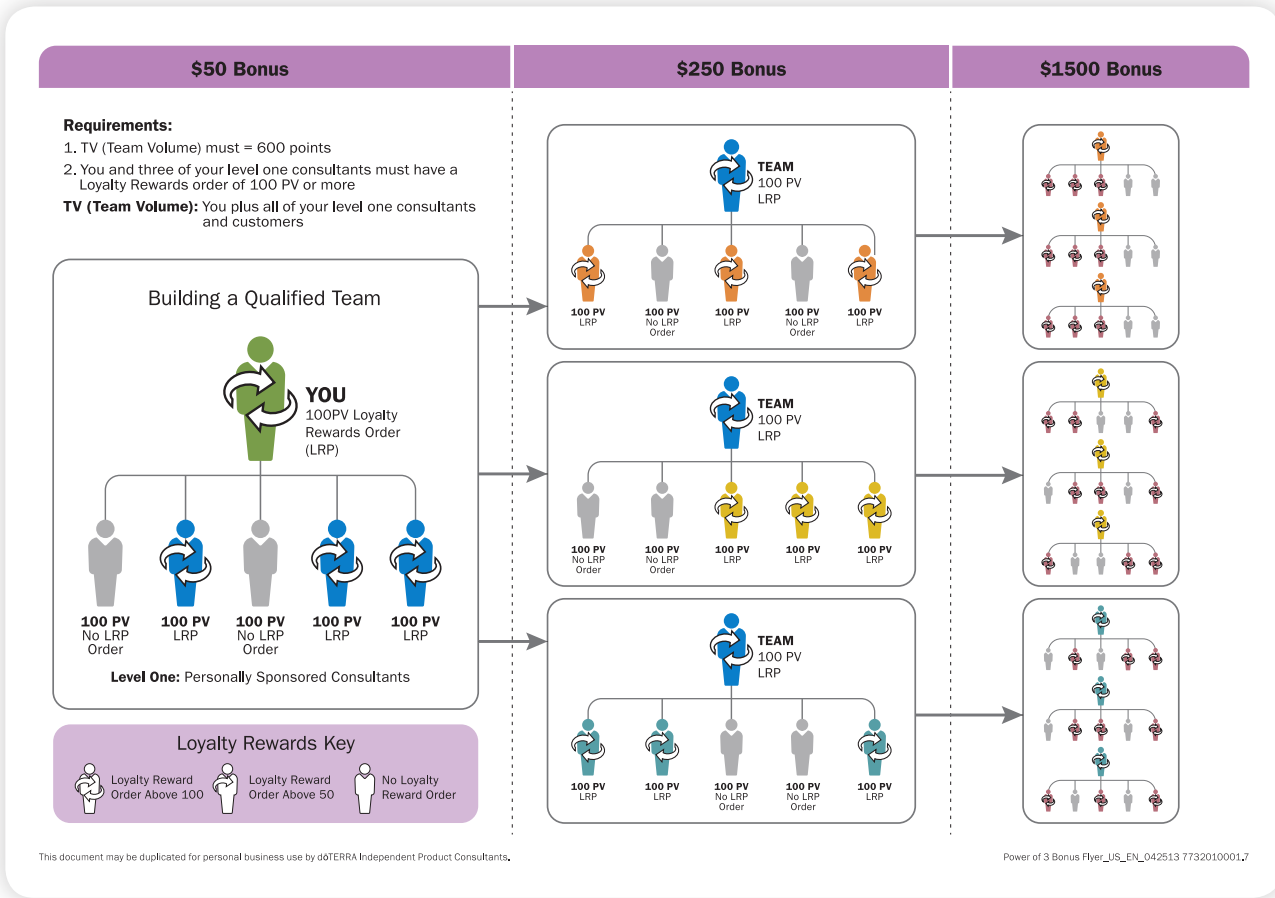 $50 Bonus
$250 Bonus
$1500 Bonus
Requirements:
1. TV (Team Volume) must = 600 points
2. You and three of your level one consultants must have a
Loyalty Rewards order of 100 PV or more
TV (Team Volume): You plus all of your level one consultants
and customers
Building a Qualified Team
YOU
100PV Loyalty
Rewards Order
(LRP)
100 PV
No LRP
Order
100 PV
LRP
100 PV
No LRP
Order
100 PV
LRP
100 PV
LRP
Level One: Personally Sponsored Consultants
Loyalty Rewards Key
Loyalty Reward
Order Above 100
Loyalty Reward
Order Above 50
No Loyalty
Reward Order
TEAM
100 PV
LRP
100 PV
LRP
100 PV
No LRP
Order
100 PV
LRP
100 PV
No LRP
Order
100 PV
LRP
TEAM
100 PV
LRP
100 PV
No LRP
Order
100 PV
No LRP
Order
100 PV
LRP
100 PV
LRP
100 PV
LRP
TEAM
100 PV
LRP
100 PV
LRP
100 PV
LRP
100 PV
No LRP
Order
100 PV
No LRP
Order
100 PV
LRP
This document may be duplicated for personal business use by dōTERRA Independent Product Consultants.
Power of 3 Bonus Flyer_US_EN_042513 7732010001.7